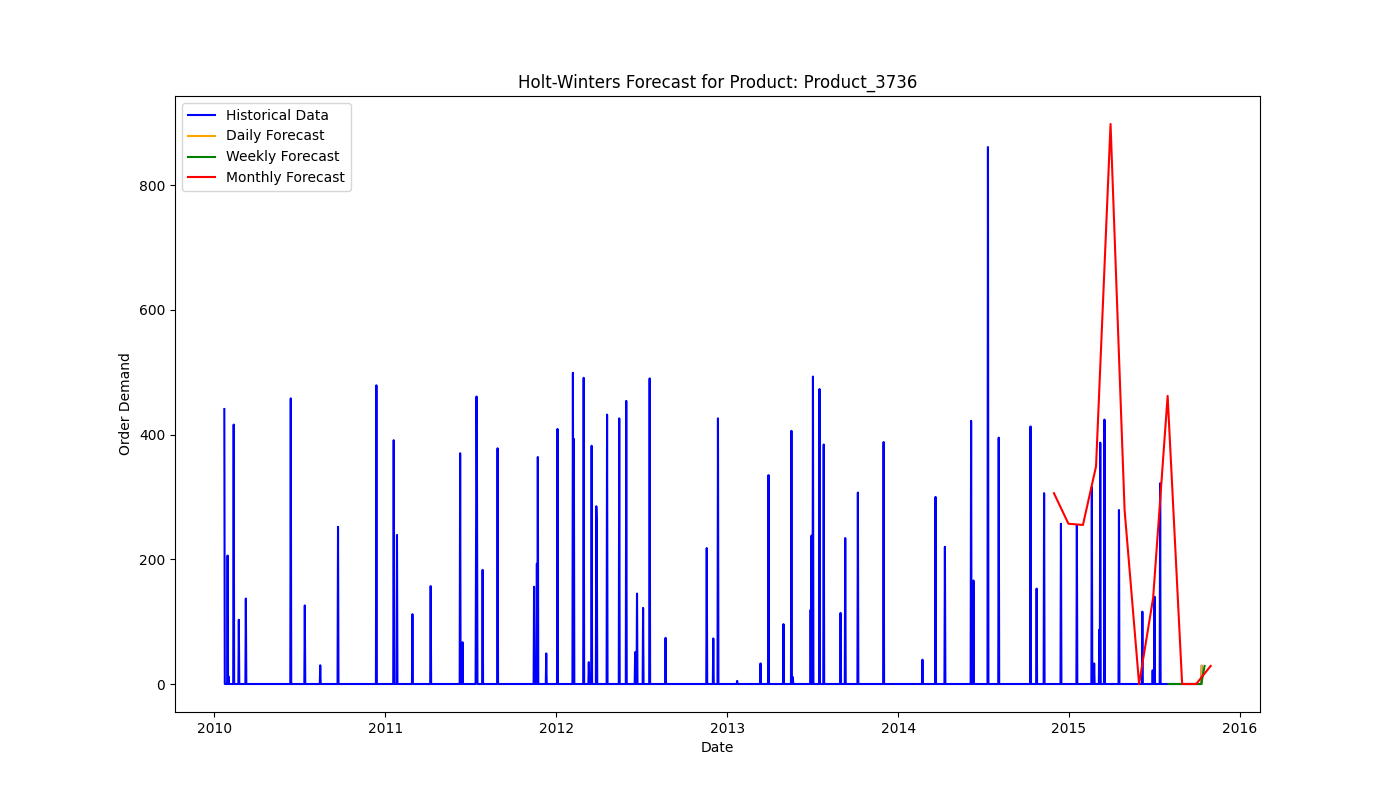 Holt-Winters Forecast for Product: Product_3736
Historical Data
Daily Forecast
Weekly Forecast
Monthly Forecast
800
600
400
200
0
Order Demand
2010
2011
2012
2013
2014
2015
2016
Date